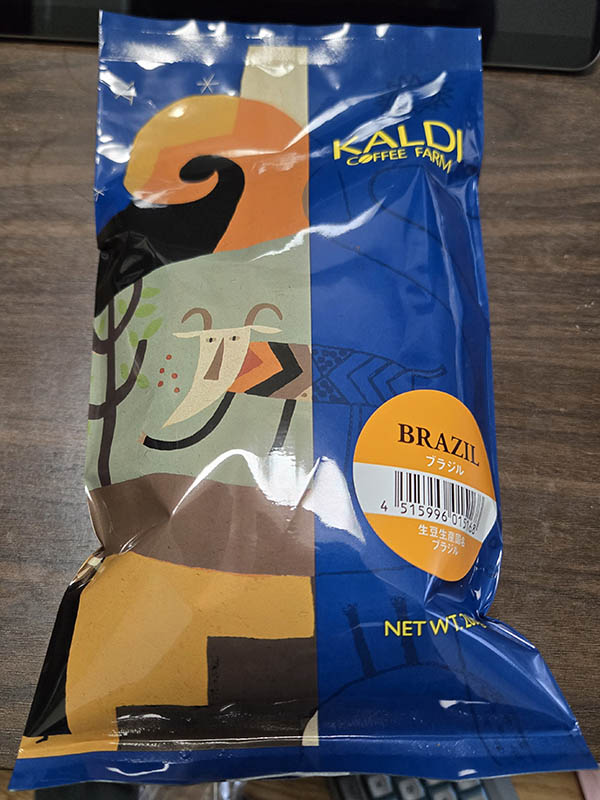 KALDI
COFFEE FARM
BRAZIL
ブラジル
4 515996 015168
生豆生産国名
ブラジル
NET WT.